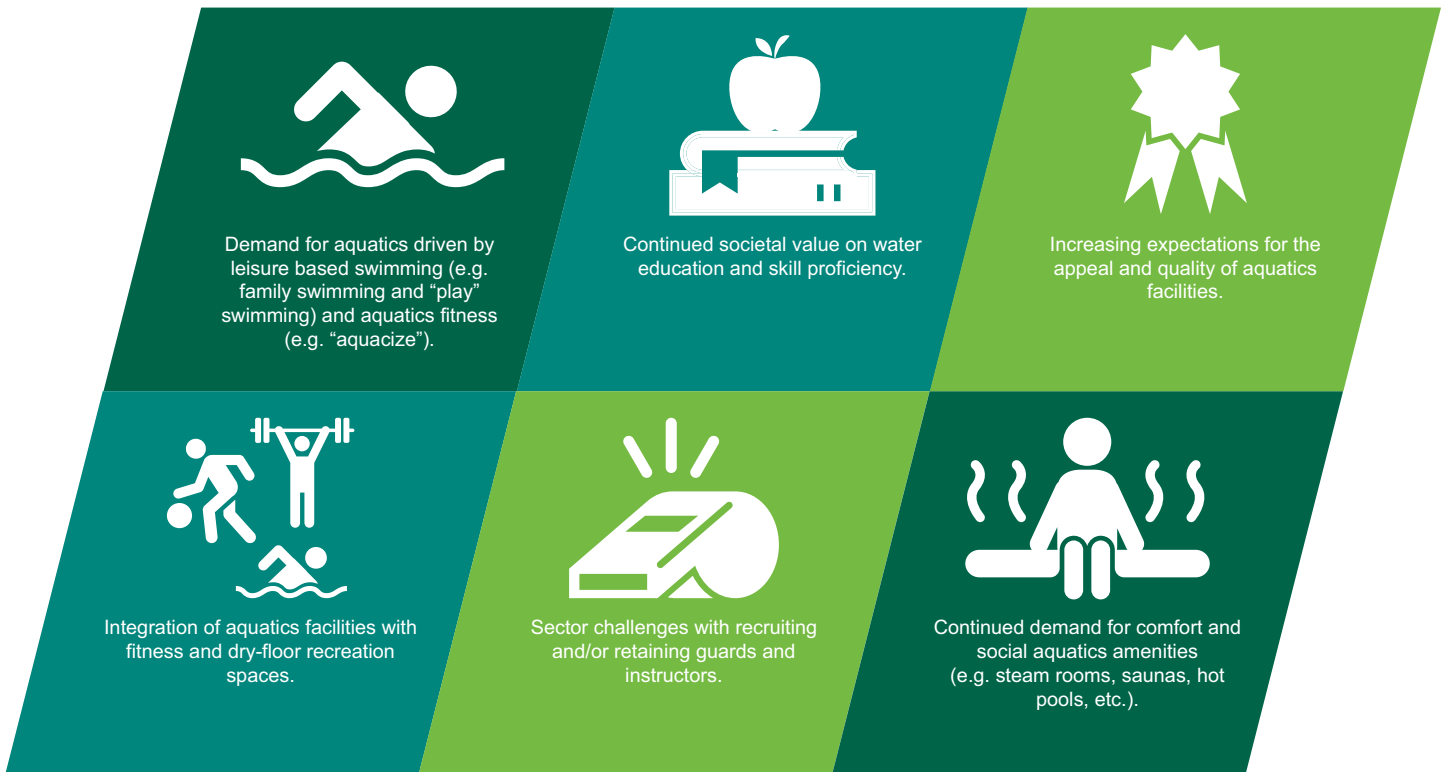 Demand for aquatics driven by
leisure based swimming (e.g.
family swimming and “play”
swimming) and aquatics fitness
(e.g. “aquacize”).
Continued societal value on water
education and skill proficiency.
Increasing expectations for the
appeal and quality of aquatics
facilities.
Integration of aquatics facilities with
fitness and dry-floor recreation
spaces.
Sector challenges with recruiting
and/or retaining guards and
instructors.
Continued demand for comfort and
social aquatics amenities
(e.g. steam rooms, saunas, hot
pools, etc.).